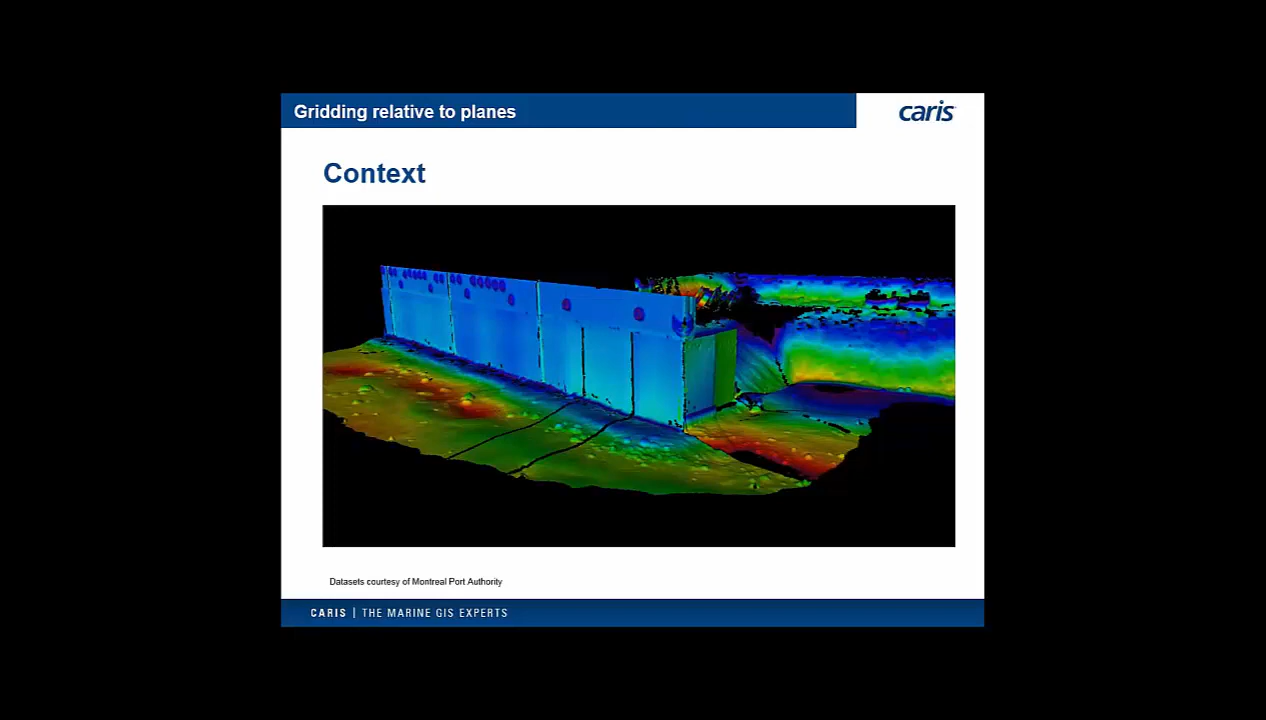 Gridding relative to planes
caris
Context
Datasets courtesy of Montreal Port Authority
CARIS | THE MARINE GIS EXPERTS